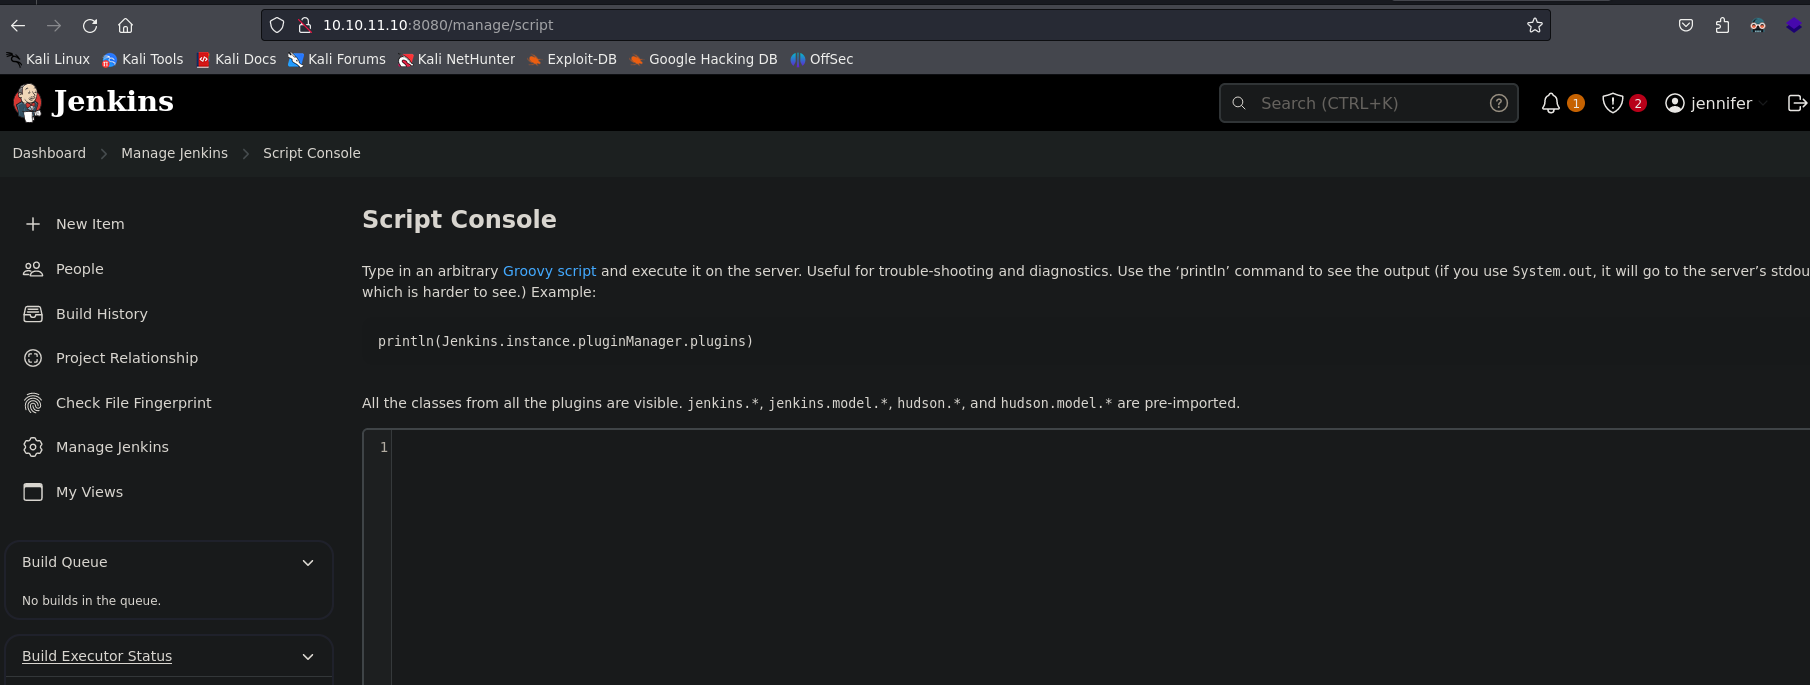 10.10.11.10:8080/manage/script
Kali Linux Kali Tools Kali Docs Kali Forums Kali NetHunter Exploit-DB Google Hacking DB OffSec
Jenkins
Search (CTRL+K)
1
2
jennifer
Dashboard Manage Jenkins Script Console
New Item
People
Build History
Project Relationship
Check File Fingerprint
Manage Jenkins
My Views
Build Queue
No builds in the queue.
Build Executor Status
Script Console
Type in an arbitrary Groovy script and execute it on the server. Useful for trouble-shooting and diagnostics. Use the ‘println’ command to see the output (if you use System.out, it will go to the server’s stdou
which is harder to see.) Example:
println(Jenkins.instance.pluginManager.plugins)
All the classes from all the plugins are visible. jenkins.*, jenkins.model.*, hudson.*, and hudson.model.* are pre-imported.
1